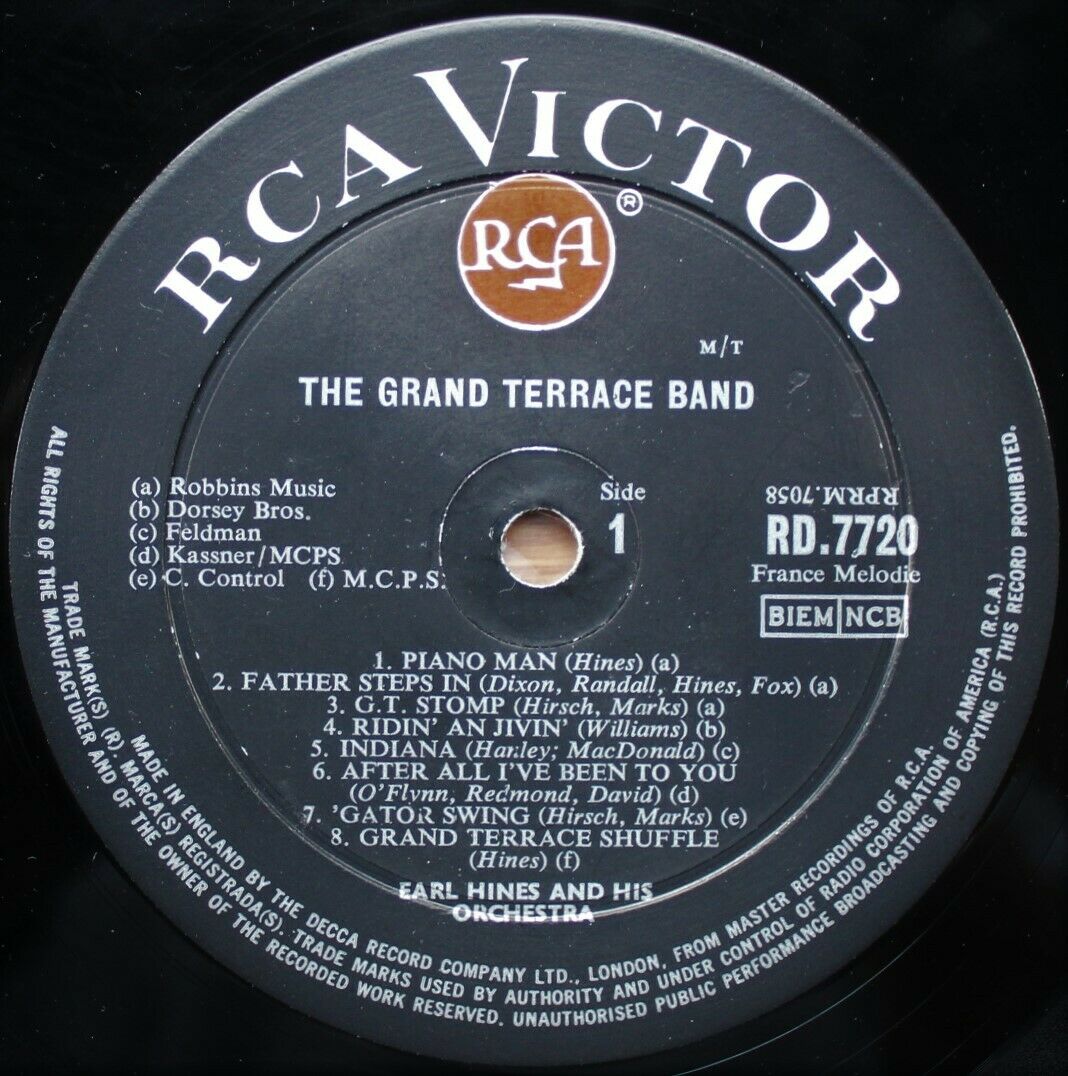 RCA VICTOR
RCA
®
M/T
THE GRAND TERRACE BAND
(a) Robbins Music
(b) Dorsey Bros.
(c) Feldman
(d) Kassner/MCPS
(e) C. Control (f) M.C.P.S.
Side
1
RPRM.7058
RD.7720
France Melodie
BIEM NCB
1. PIANO MAN (Hines) (a)
2. FATHER STEPS IN (Dixon, Randall, Hines, Fox) (a)
3. G.T. STOMP (Hirsch, Marks) (a)
4. RIDIN' AN JIVIN' (Williams) (b)
5. INDIANA (Hanley; MacDonald) (c)
6. AFTER ALL I'VE BEEN TO YOU
(O'Flynn, Redmond, David) (d)
7. 'GATOR SWING (Hirsch, Marks) (e)
8. GRAND TERRACE SHUFFLE
(Hines) (f)
EARL HINES AND HIS
ORCHESTRA
MADE IN ENGLAND BY THE DECCA RECORD COMPANY LTD., LONDON, FROM MASTER RECORDINGS OF R.C.A.
TRADE MARK(S) (R). MARCA(S) REGISTRADA(S). TRADE MARKS USED BY AUTHORITY AND UNDER CONTROL OF RADIO CORPORATION OF AMERICA (R.C.A.)
ALL RIGHTS OF THE MANUFACTURER AND OF THE OWNER OF THE RECORDED WORK RESERVED. UNAUTHORISED PUBLIC PERFORMANCE BROADCASTING AND COPYING OF THIS RECORD PROHIBITED.